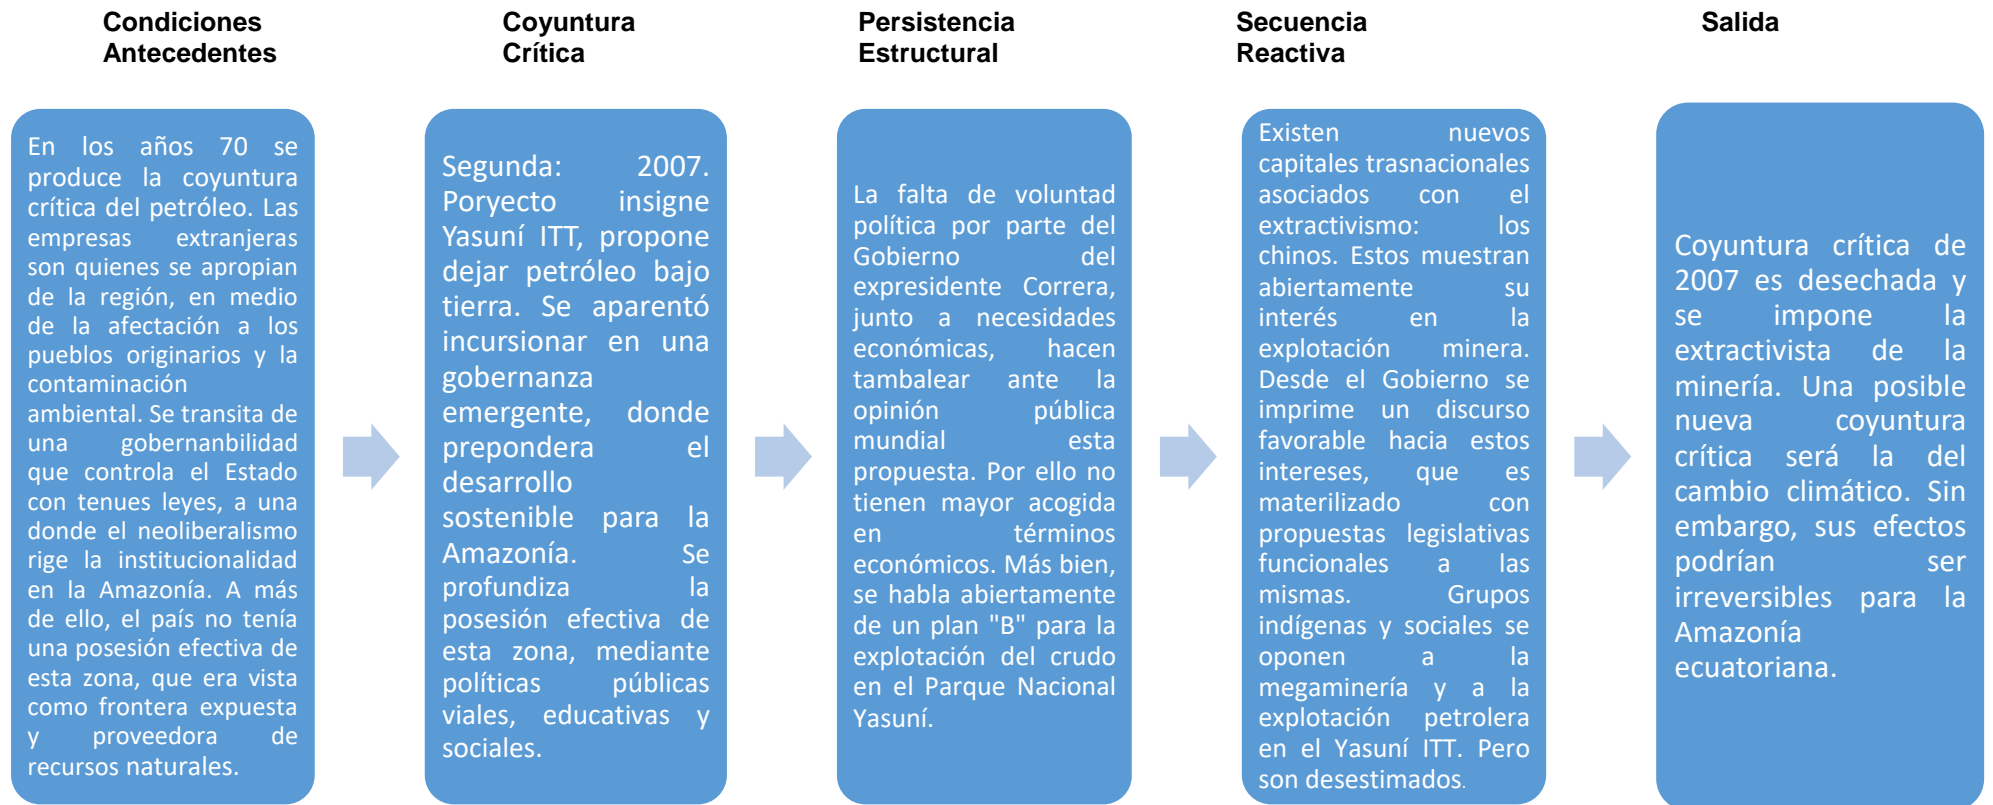 Condiciones
Antecedentes
En los años 70 se
produce la coyuntura
crítica del petróleo. Las
empresas extranjeras
son quienes se apropian
de la región, en medio
de la afectación a los
pueblos originarios y la
contaminación
ambiental. Se transita de
una gobernanbilidad
que controla el Estado
con tenues leyes, a una
donde el neoliberalismo
rige la institucionalidad
en la Amazonía. A más
de ello, el país no tenía
una posesión efectiva de
esta zona, que era vista
como frontera expuesta
y proveedora de
recursos naturales.
Coyuntura
Crítica
Segunda: 2007.
Poryecto insigne
Yasuní ITT, propone
dejar petróleo bajo
tierra. Se aparentó
incursionar en una
gobernanza
emergente, donde
prepondera el
desarrollo
sostenible para la
Amazonía. Se
profundiza la
posesión efectiva de
esta zona, mediante
políticas públicas
viales, educativas y
sociales.
Persistencia
Estructural
La falta de voluntad
política por parte del
Gobierno del
expresidente Correra,
junto a necesidades
económicas, hacen
tambalear ante la
opinión pública
mundial esta
propuesta. Por ello no
tienen mayor acogida
en términos
económicos. Más bien,
se habla abiertamente
de un plan "B" para la
explotación del crudo
en el Parque Nacional
Yasuní.
Secuencia
Reactiva
Existen nuevos
capitales trasnacionales
asociados con el
extractivismo: los
chinos. Estos muestran
abiertamente su
interés en la
explotación minera.
Desde el Gobierno se
imprime un discurso
favorable hacia estos
intereses, que es
materilizado con
propuestas legislativas
funcionales a las
mismas. Grupos
indígenas y sociales se
oponen a la
megaminería y a la
explotación petrolera
en el Yasuní ITT. Pero
son desestimados.
Salida
Coyuntura crítica de
2007 es desechada y
se impone la
extractivista de la
minería. Una posible
nueva coyuntura
crítica será la del
cambio climático. Sin
embargo, sus efectos
podrían ser
irreversibles para la
Amazonía
ecuatoriana.